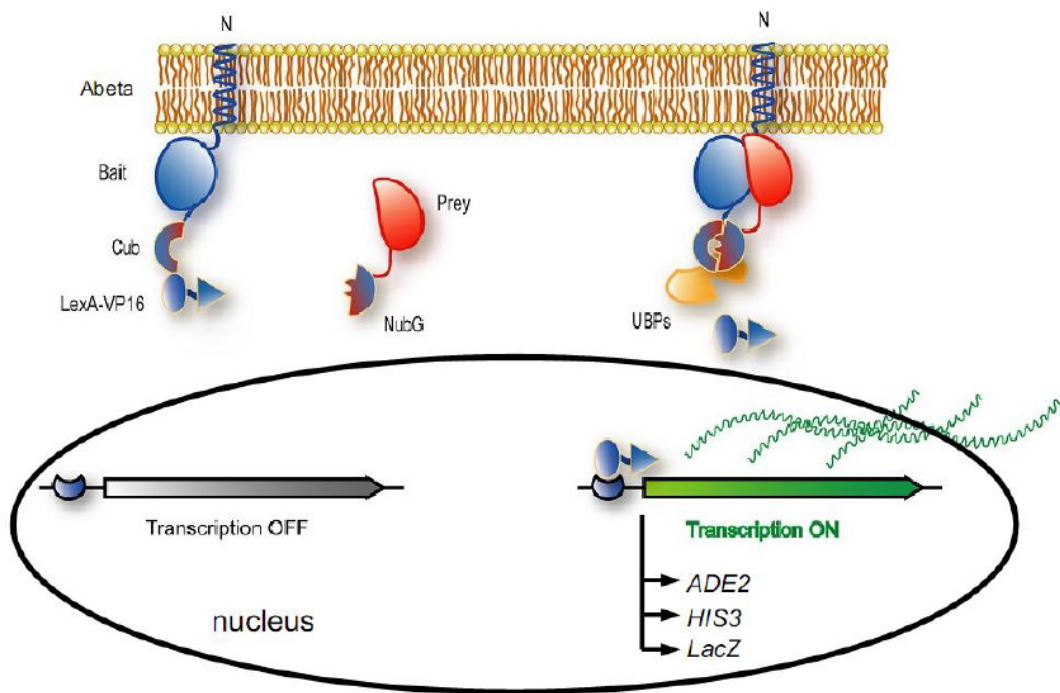 N
N
Abeta
Bait
Prey
Cub
LexA-VP16
NubG
UBPs
Transcription OFF
Transcription ON
ADE2
HIS3
LacZ
nucleus